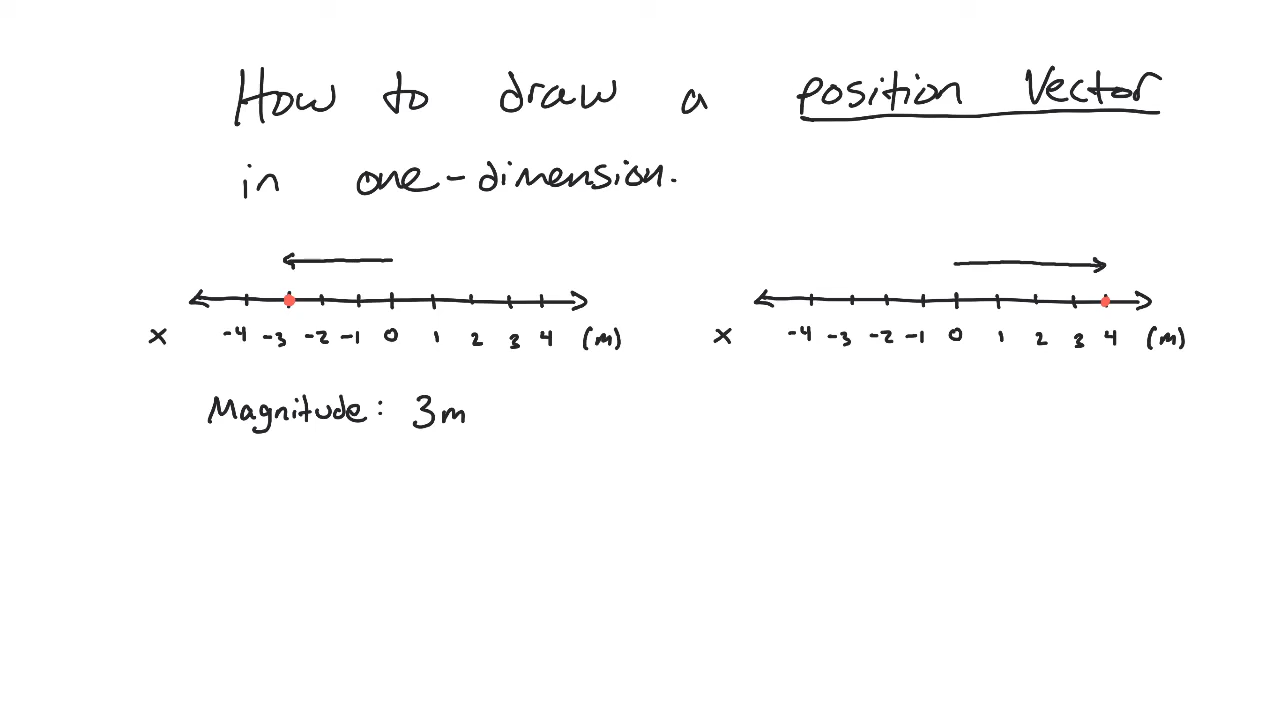 How to draw a position Vector
in one-dimension.
x -4 -3 -2 -1 0 1 2 3 4 (m)
x -4 -3 -2 -1 0 1 2 3 4 (m)
Magnitude: 3m